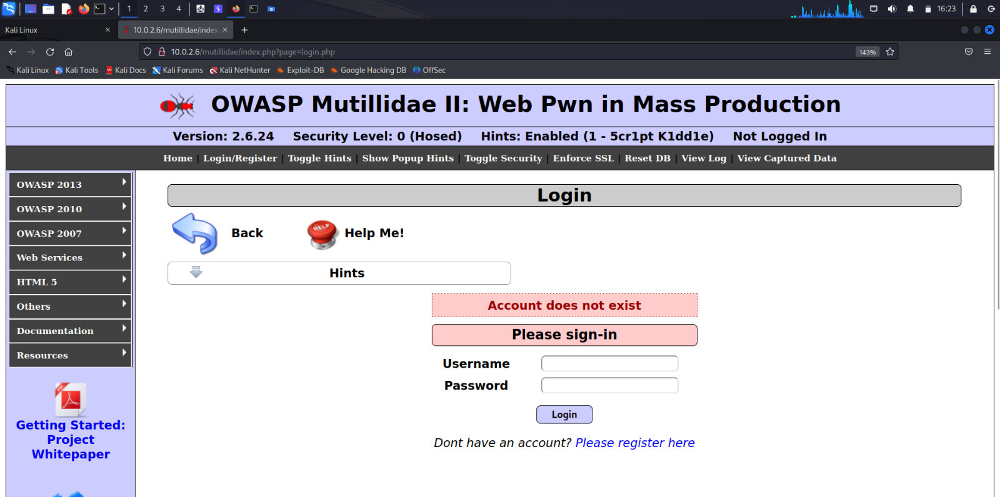 1 2 3 4 16:23
Kali Linux 10.0.2.6/mutillidae/index.
10.0.2.6/mutillidae/index.php?page=login.php 143%
Kali Linux Kali Tools Kali Docs Kali Forums Kali NetHunter Exploit-DB Google Hacking DB OffSec
OWASP Mutillidae II: Web Pwn in Mass Production
Version: 2.6.24 Security Level: 0 (Hosed) Hints: Enabled (1 - 5cr1pt K1dd1e) Not Logged In
Home | Login/Register | Toggle Hints | Show Popup Hints | Toggle Security | Enforce SSL | Reset DB | View Log | View Captured Data
OWASP 2013
OWASP 2010
OWASP 2007
Web Services
HTML 5
Others
Documentation
Resources
PDF
Getting Started:
Project
Whitepaper
Login
Back HELP Help Me!
Hints
Account does not exist
Please sign-in
Username
Password
Login
Dont have an account? Please register here